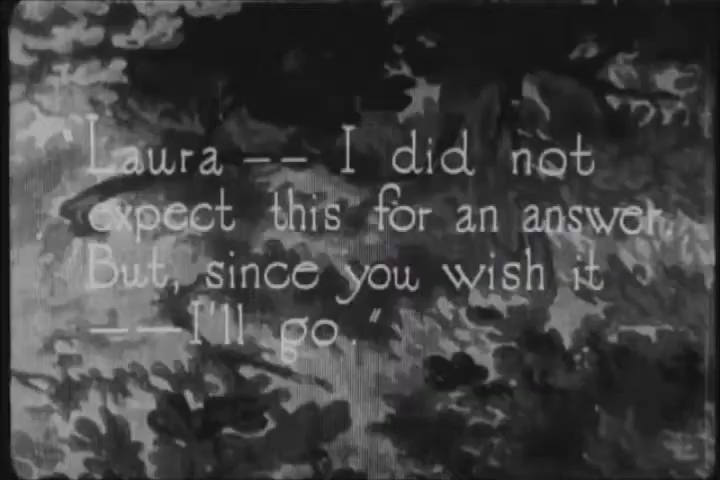 "Laura -- I did not
expect this for an answer.
But, since you wish it
--I'll go."